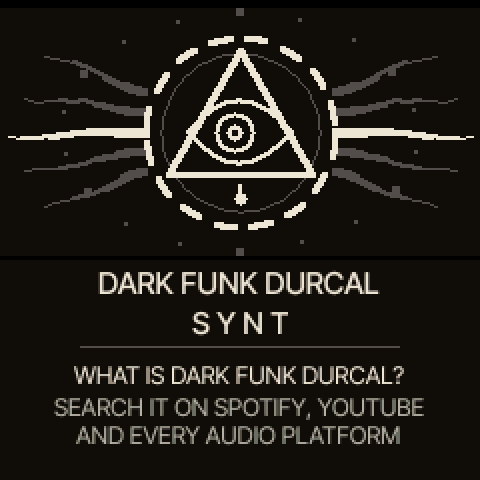 DARK FUNK DURCAL
SYNT
WHAT IS DARK FUNK DURCAL?
SEARCH IT ON SPOTIFY, YOUTUBE
AND EVERY AUDIO PLATFORM